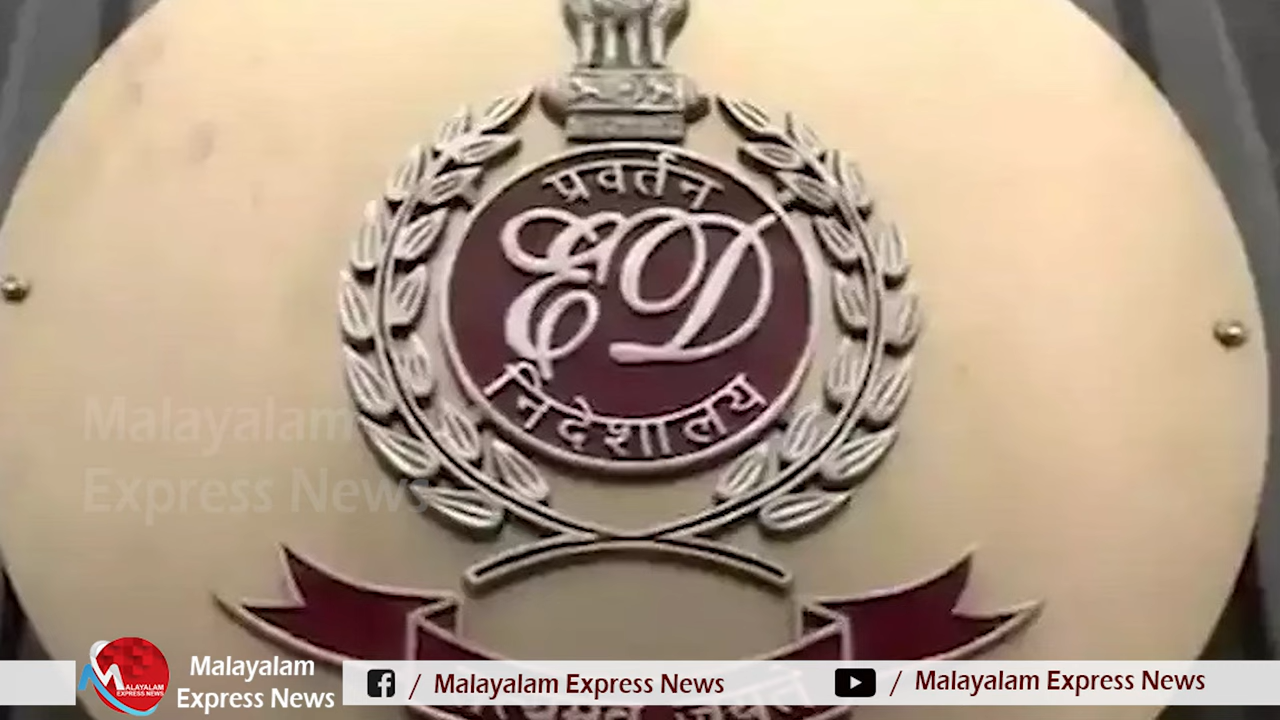 प्रवर्तन
ED
निदेशालय
Malayalam
Express News
MALAYALAM
EXPRESS NEWS
Malayalam
Express News
/ Malayalam Express News
/ Malayalam Express News